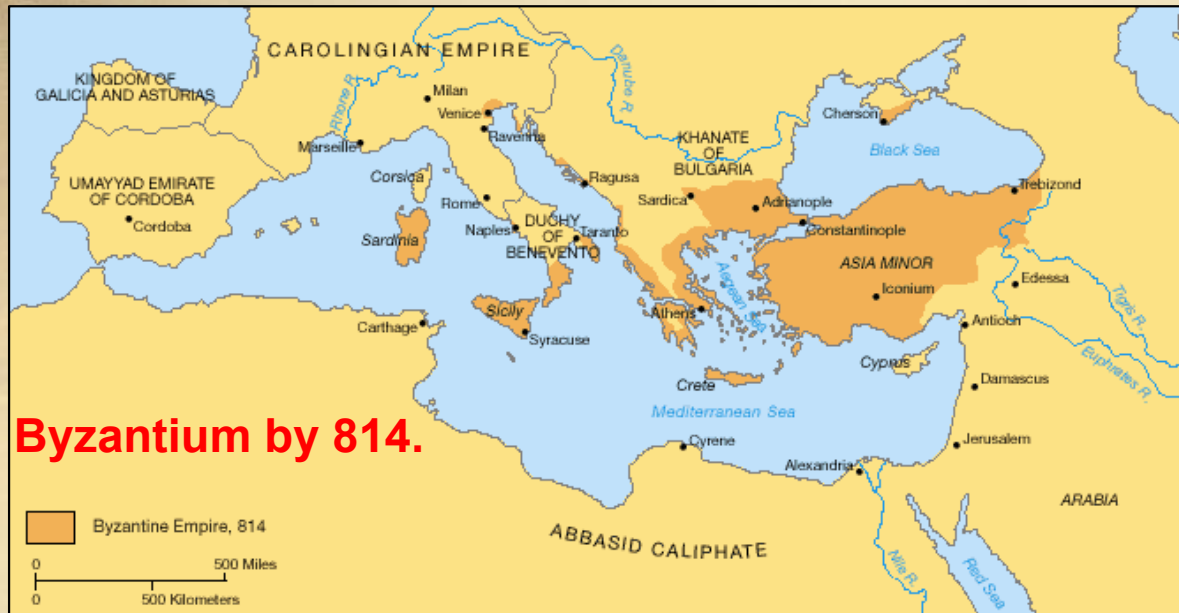 CAROLINGIAN EMPIRE
KINGDOM OF
GALICIA AND ASTURIAS
Rhone R.
Milan
Venice
Ravenna
Marseille
Danube R.
Cherson
Black Sea
KHANATE
OF
BULGARIA
UMAYYAD EMIRATE
OF CORDOBA
Cordoba
Corsica
Rome
Ragusa
Sardica
Adrianople
Trebizond
Constantinople
Sardinia
Naples
DUCHY
OF
BENEVENTO
Taranto
Aegean Sea
ASIA MINOR
Iconium
Edessa
Tigris R.
Euphrates R.
Carthage
Sicily
Syracuse
Athens
Antioch
Cyprus
Crete
Damascus
Mediterranean Sea
Byzantium by 814.
Cyrene
Alexandria
Jerusalem
ARABIA
Byzantine Empire, 814
ABBASID CALIPHATE
Nile R.
Red Sea
0 500 Miles
0 500 Kilometers